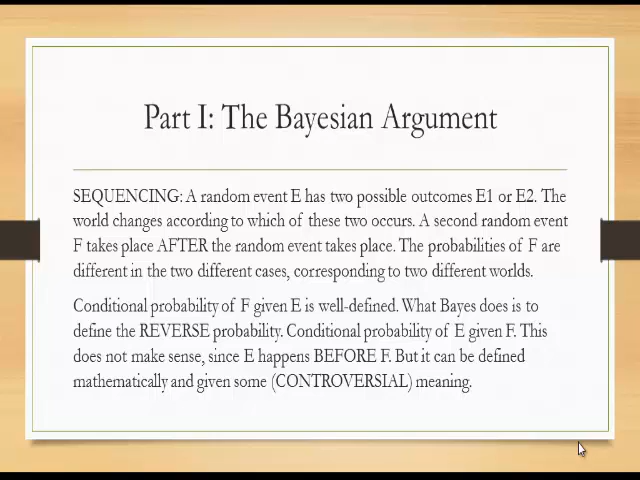 Part I: The Bayesian Argument
SEQUENCING: A random event E has two possible outcomes E1 or E2. The
world changes according to which of these two occurs. A second random event
F takes place AFTER the random event takes place. The probabilities of F are
different in the two different cases, corresponding to two different worlds.
Conditional probability of F given E is well-defined. What Bayes does is to
define the REVERSE probability. Conditional probability of E given F. This
does not make sense, since E happens BEFORE F. But it can be defined
mathematically and given some (CONTROVERSIAL) meaning.